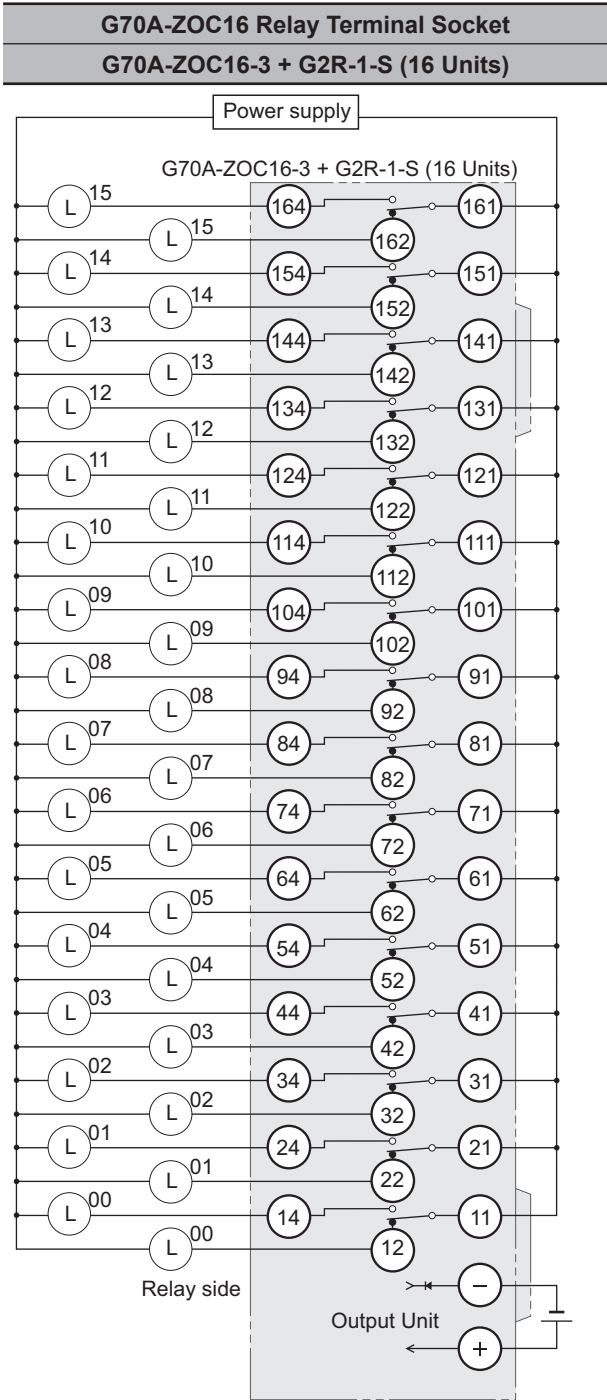 G70A-ZOC16 Relay Terminal Socket
G70A-ZOC16-3 + G2R-1-S (16 Units)
Power supply
G70A-ZOC16-3 + G2R-1-S (16 Units)
L 15 164 161
L 15 162
L 14 154 151
L 14 152
L 13 144 141
L 13 142
L 12 134 131
L 12 132
L 11 124 121
L 11 122
L 10 114 111
L 10 112
L 09 104 101
L 09 102
L 08 94 91
L 08 92
L 07 84 81
L 07 82
L 06 74 71
L 06 72
L 05 64 61
L 05 62
L 04 54 51
L 04 52
L 03 44 41
L 03 42
L 02 34 31
L 02 32
L 01 24 21
L 01 22
L 00 14 11
L 00 12
Relay side
−
Output Unit
+